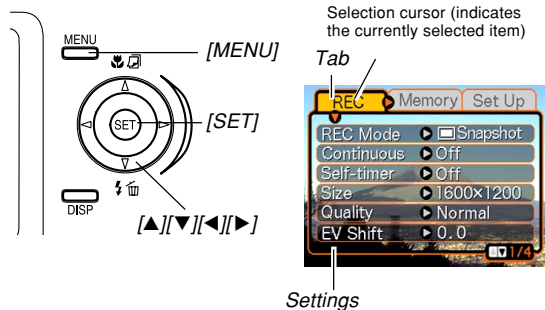 MENU
[MENU]
SET
[SET]
DISP
[▲][▼][◀][▶]
Selection cursor (indicates
the currently selected item)
Tab
REC Memory Set Up
REC Mode Snapshot
Continuous Off
Self-timer Off
Size 1600×1200
Quality Normal
EV Shift 0.0
1/4
Settings